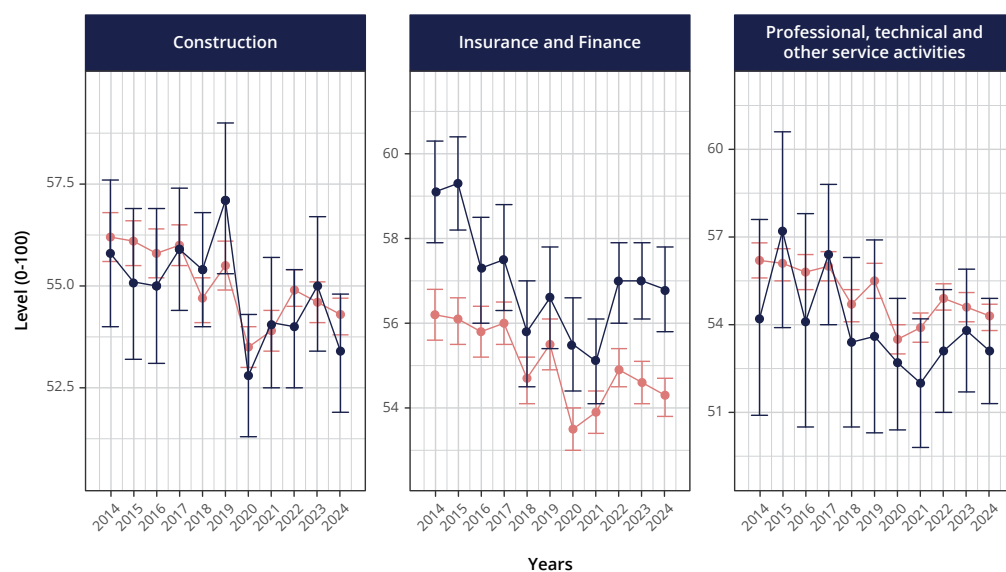 Construction
Insurance and Finance
Professional, technical and
other service activities
Level (0-100)
57.5
55.0
52.5
60
58
56
54
60
57
54
51
2014 2015 2016 2017 2018 2019 2020 2021 2022 2023 2024
2014 2015 2016 2017 2018 2019 2020 2021 2022 2023 2024
2014 2015 2016 2017 2018 2019 2020 2021 2022 2023 2024
Years